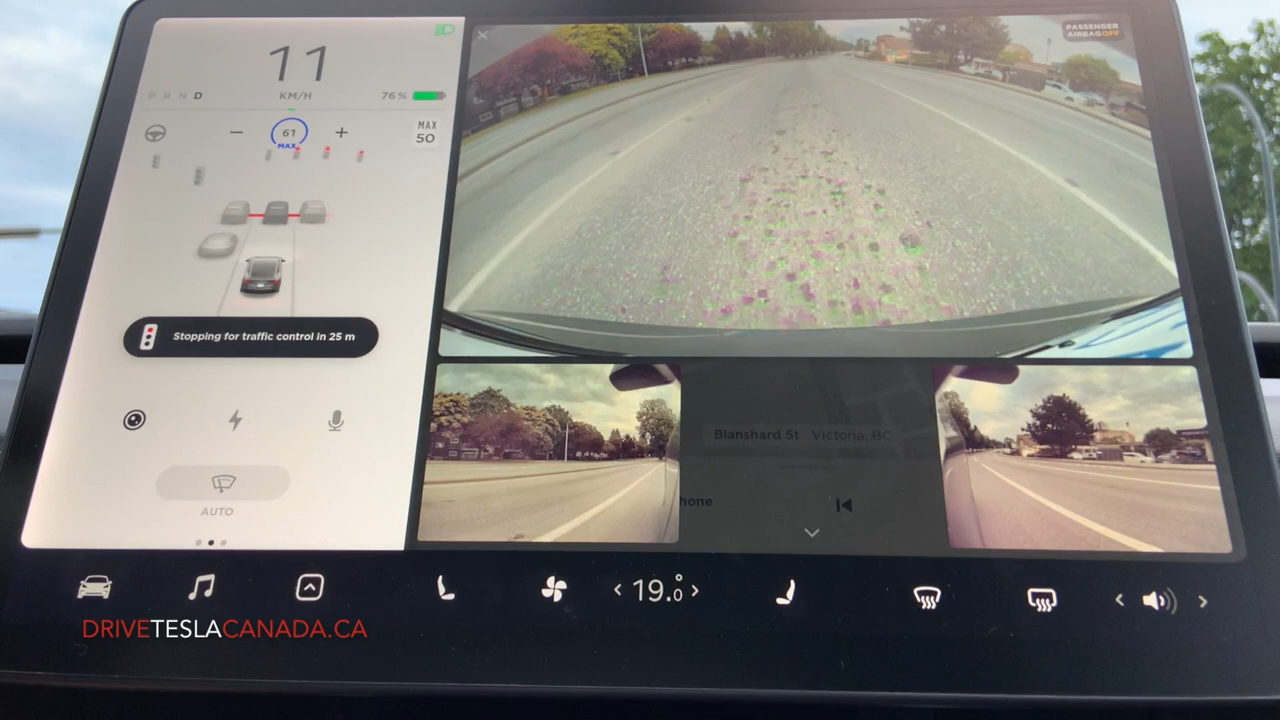 11
KM/H
P R N D
76 %
61
MAX
MAX
50
Stopping for traffic control in 25 m
AUTO
PASSENGER
AIRBAG OFF
Blanshard St Victoria, BC
hone
19.0
DRIVETESLACANADA.CA